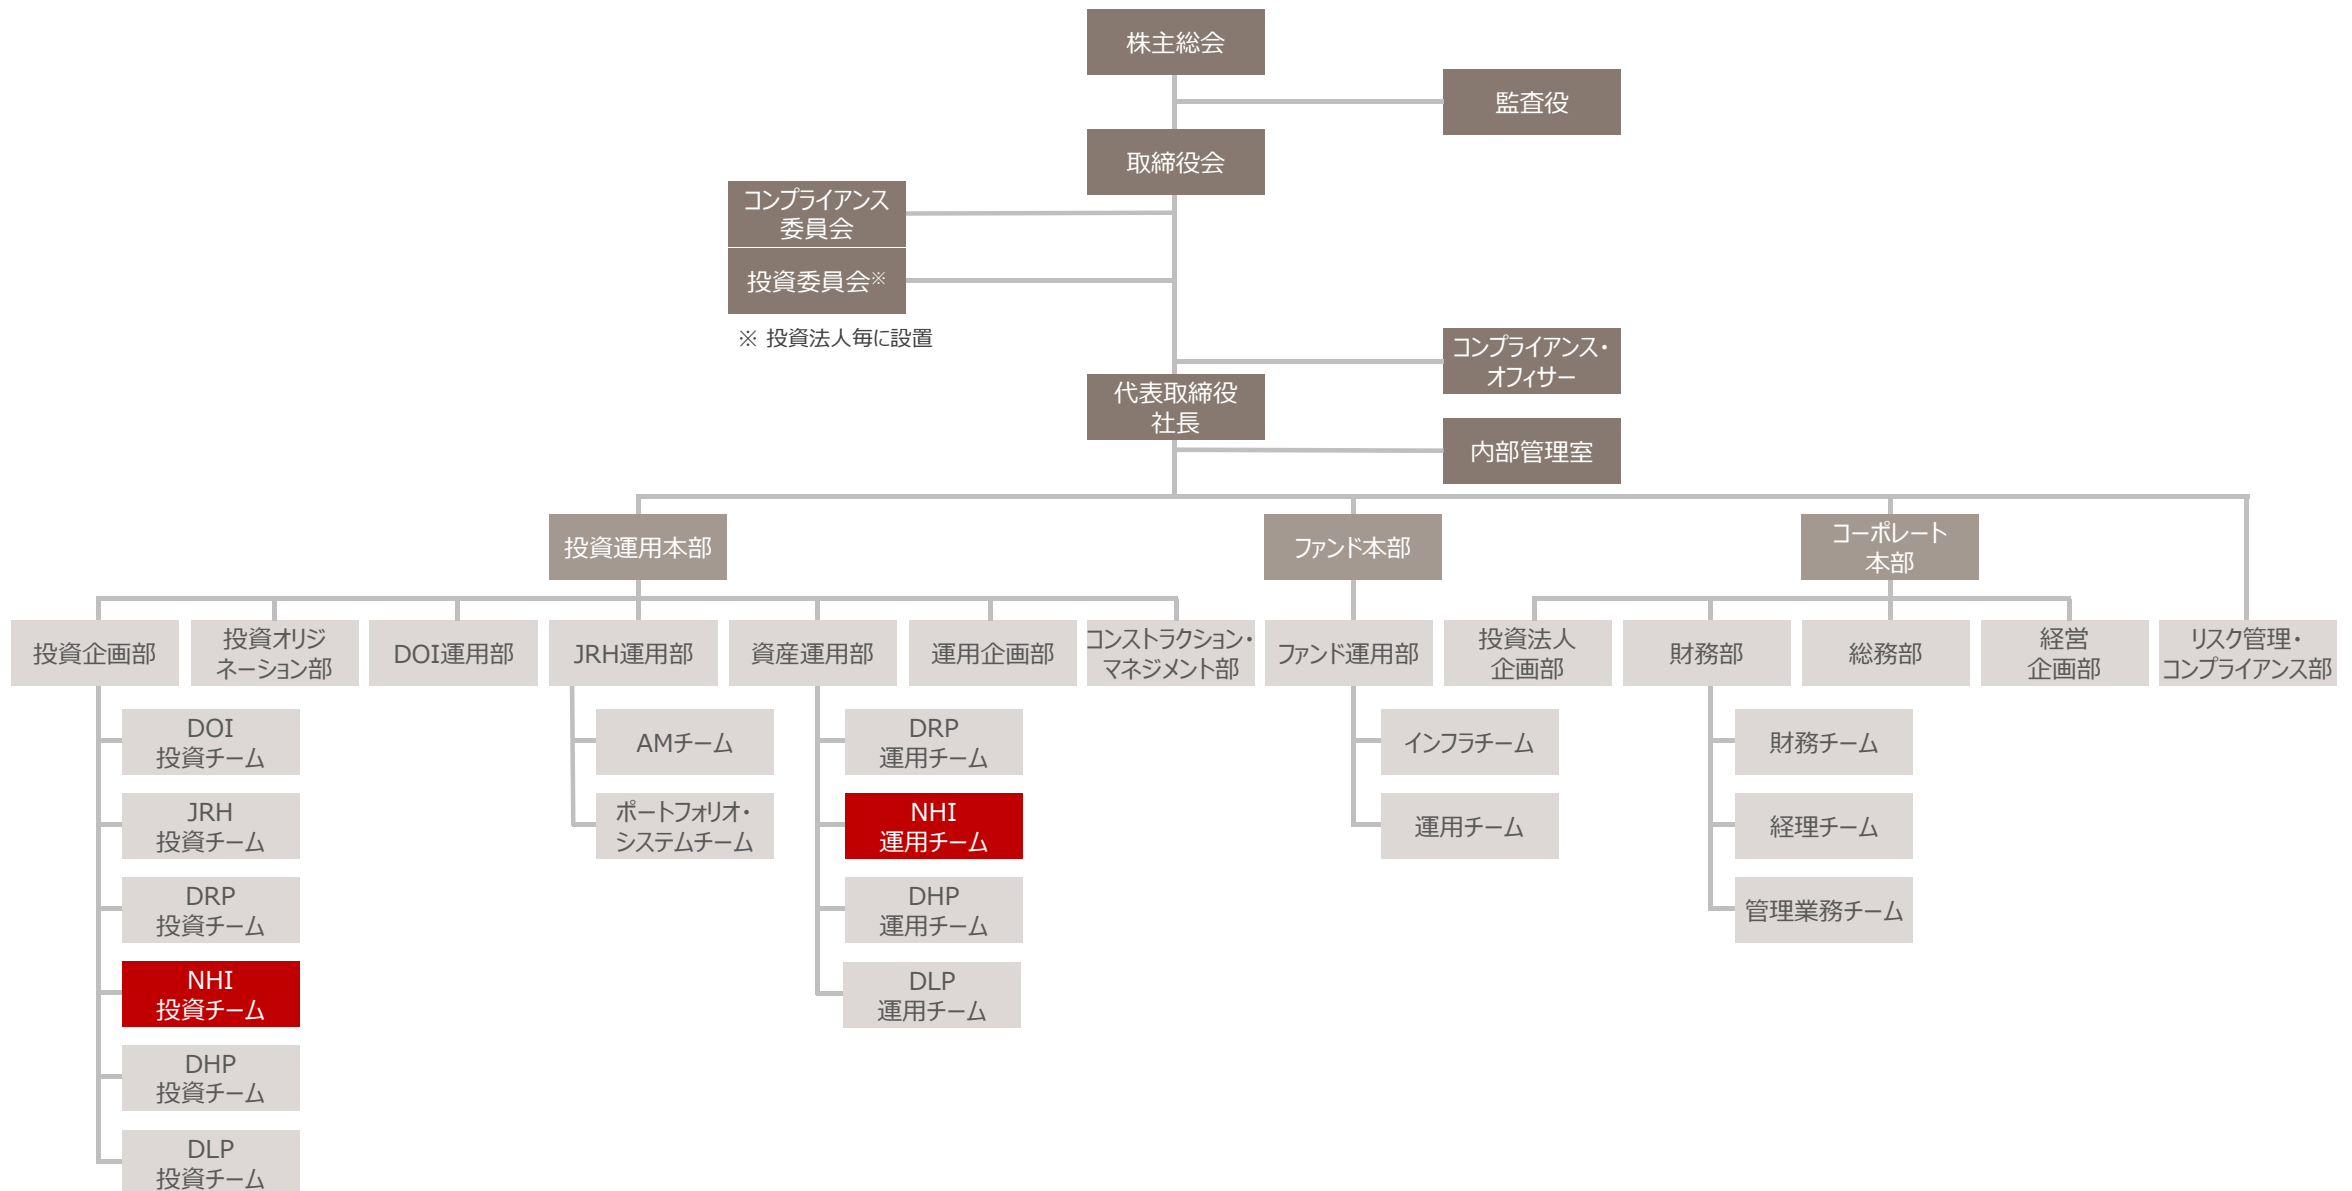 株主総会
監査役
取締役会
コンプライアンス
委員会
投資委員会※
※ 投資法人毎に設置
コンプライアンス・
オフィサー
代表取締役
社長
内部管理室
投資運用本部
ファンド本部
コーポレート
本部
投資企画部
投資オリジ
ネーション部
DOI運用部
JRH運用部
資産運用部
運用企画部
コンストラクション・
マネジメント部
ファンド運用部
投資法人
企画部
財務部
総務部
経営
企画部
リスク管理・
コンプライアンス部
DOI
投資チーム
JRH
投資チーム
DRP
投資チーム
NHI
投資チーム
DHP
投資チーム
DLP
投資チーム
AMチーム
ポートフォリオ・
システムチーム
DRP
運用チーム
NHI
運用チーム
DHP
運用チーム
DLP
運用チーム
インフラチーム
運用チーム
財務チーム
経理チーム
管理業務チーム